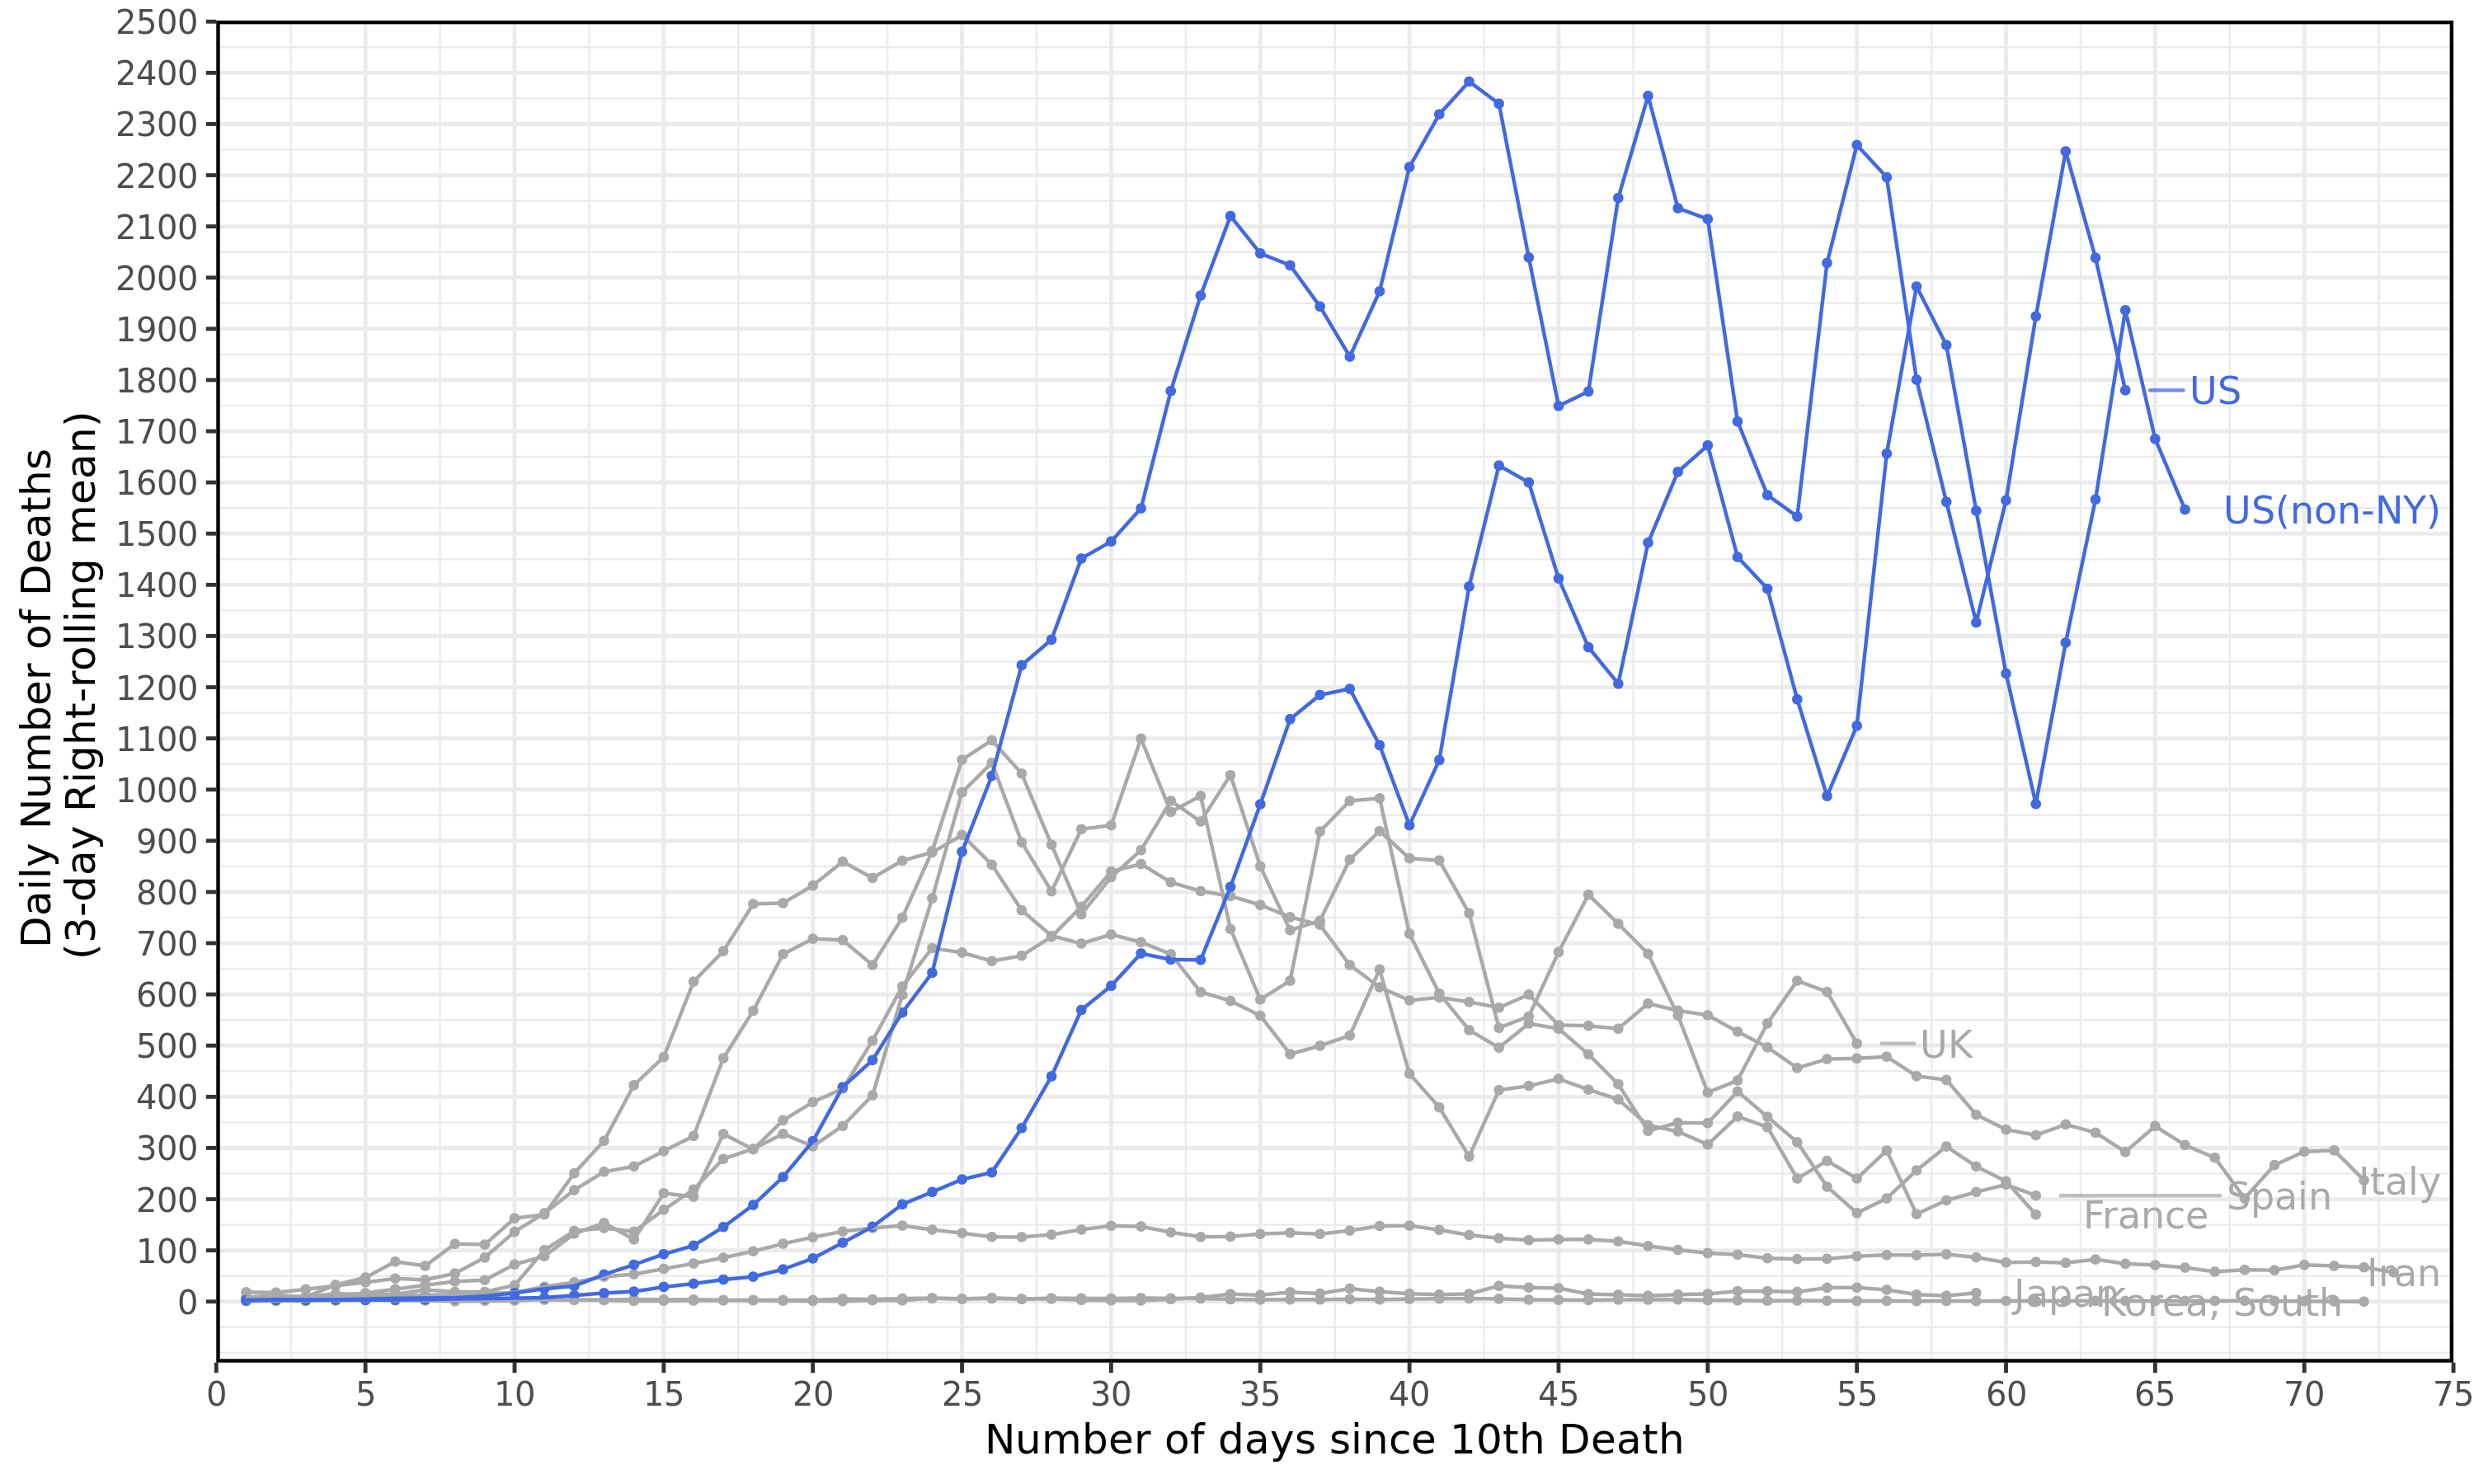 Daily Number of Deaths
(3-day Right-rolling mean)
2500
2400
2300
2200
2100
2000
1900
1800
1700
1600
1500
1400
1300
1200
1100
1000
900
800
700
600
500
400
300
200
100
0
US
US(non-NY)
UK
Italy
Spain
France
Iran
Japan
Korea, South
0 5 10 15 20 25 30 35 40 45 50 55 60 65 70 75
Number of days since 10th Death